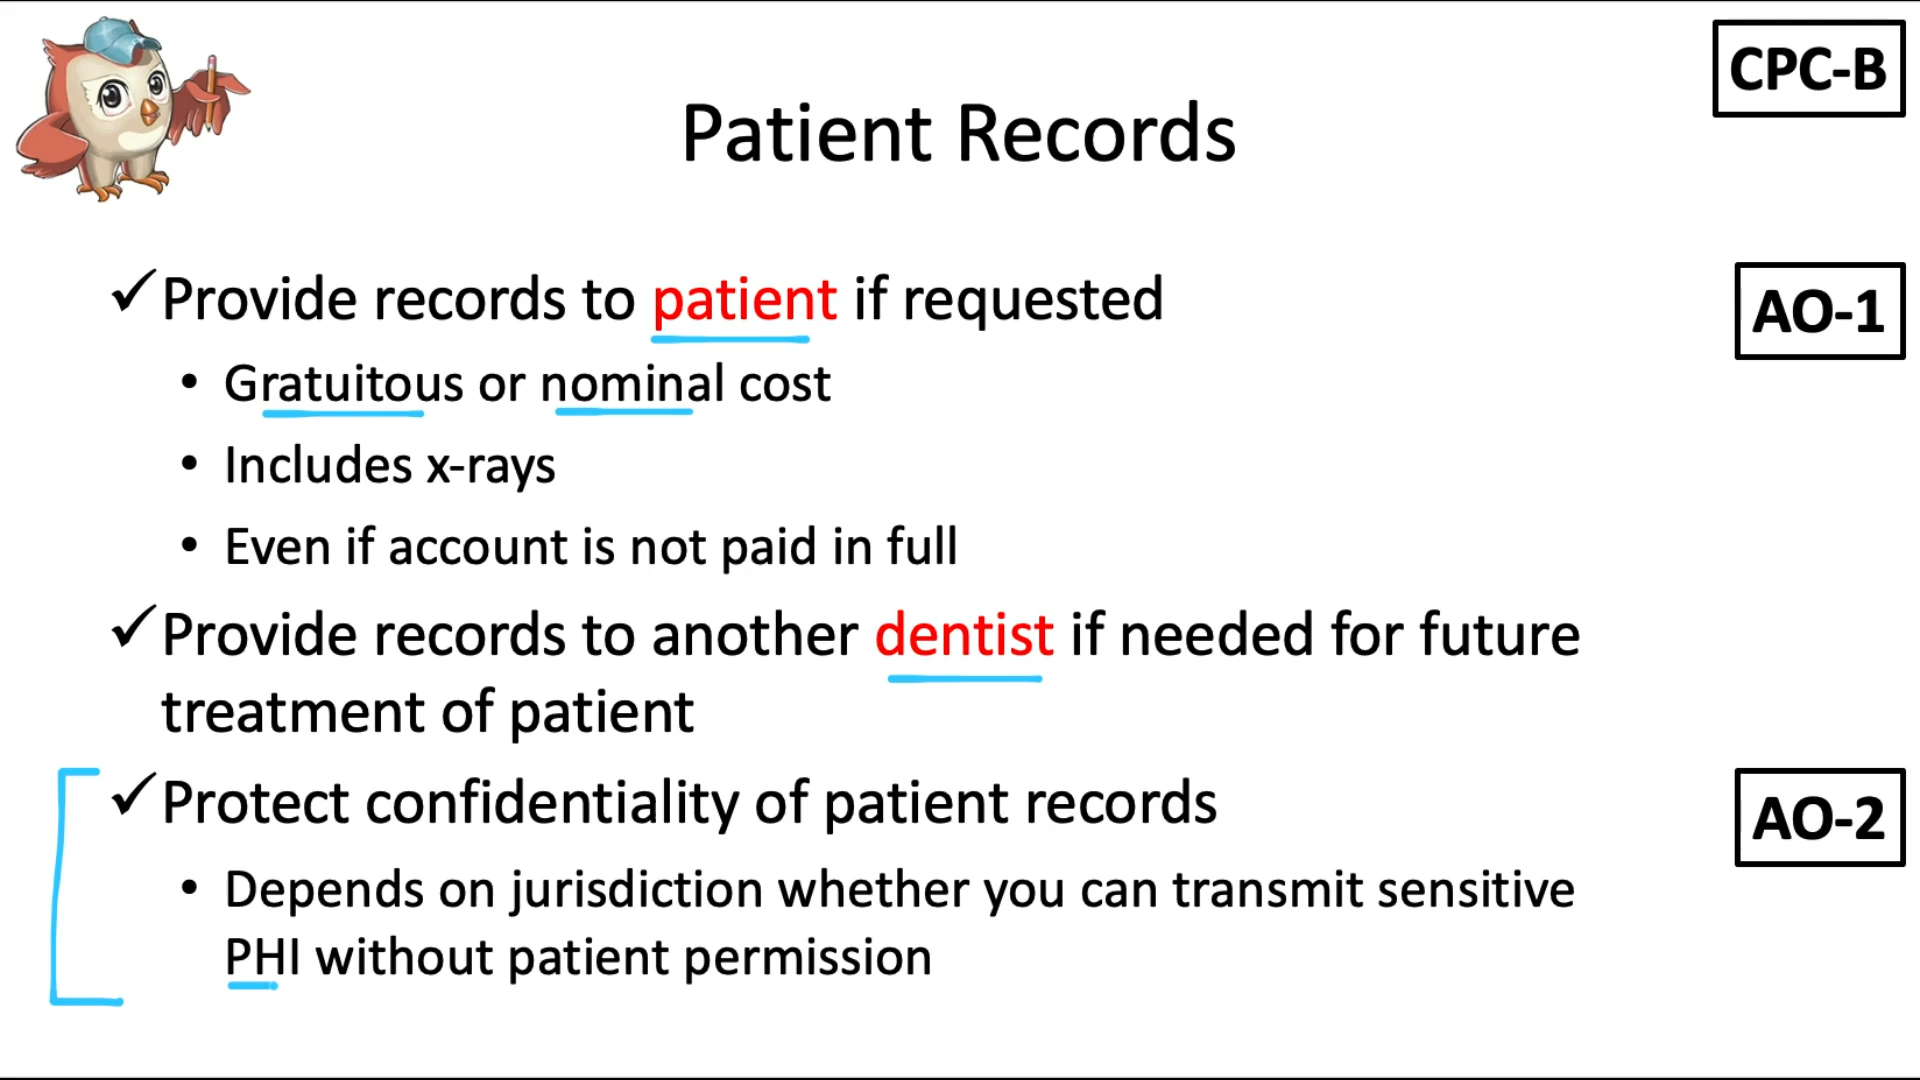 CPC-B
Patient Records
✓Provide records to patient if requested
AO-1
• Gratuitous or nominal cost
• Includes x-rays
• Even if account is not paid in full
✓Provide records to another dentist if needed for future
treatment of patient
✓Protect confidentiality of patient records
AO-2
• Depends on jurisdiction whether you can transmit sensitive
PHI without patient permission